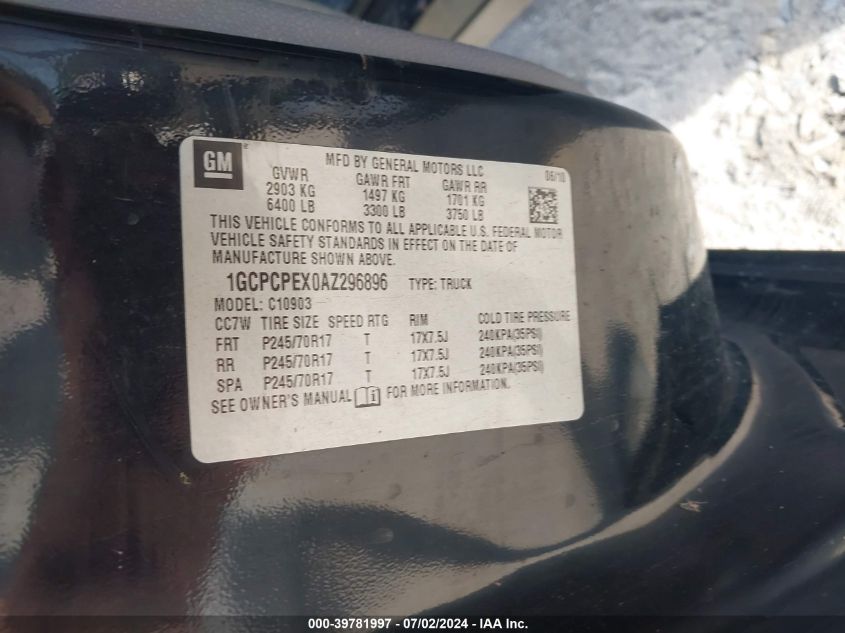 GM
MFD BY GENERAL MOTORS LLC
06/10
GVWR GAWR FRT GAWR RR
2903 KG 1497 KG 1701 KG
6400 LB 3300 LB 3750 LB
THIS VEHICLE CONFORMS TO ALL APPLICABLE U.S. FEDERAL MOTOR
VEHICLE SAFETY STANDARDS IN EFFECT ON THE DATE OF
MANUFACTURE SHOWN ABOVE.
1GCPCPEX0AZ296896 TYPE: TRUCK
MODEL: C10903
CC7W TIRE SIZE SPEED RTG RIM COLD TIRE PRESSURE
FRT P245/70R17 T 17X7.5J 240KPA(35PSI)
RR P245/70R17 T 17X7.5J 240KPA(35PSI)
SPA P245/70R17 T 17X7.5J 240KPA(35PSI)
SEE OWNER'S MANUAL i FOR MORE INFORMATION.
000-39781997 - 07/02/2024 - IAA Inc.